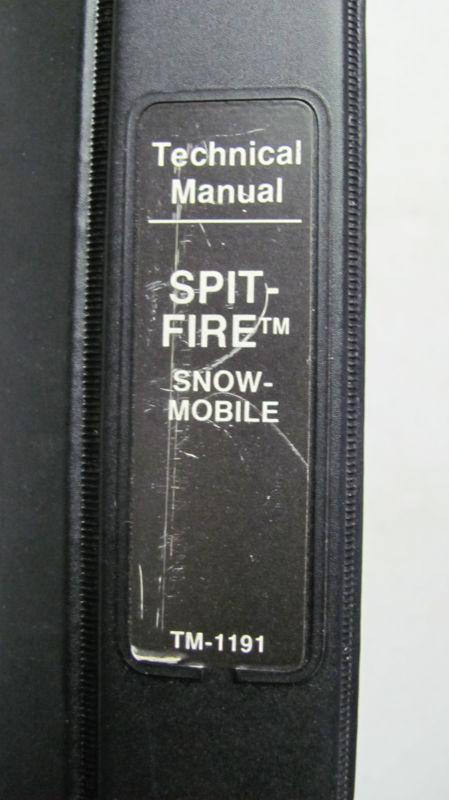 Technical
Manual
SPIT-
FIRE™
SNOW-
MOBILE
TM-1191